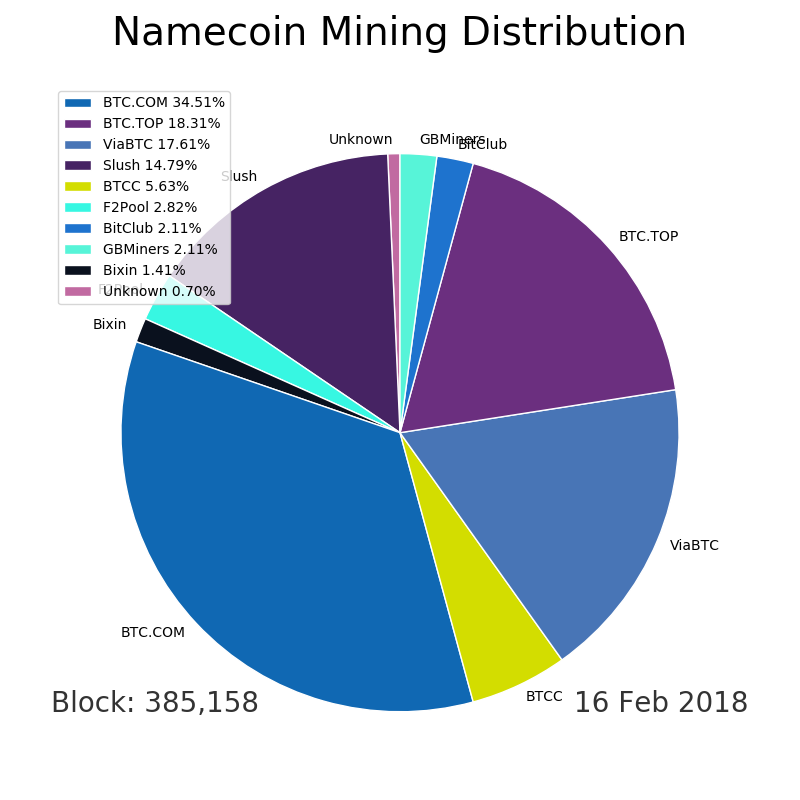 Namecoin Mining Distribution
BTC.COM 34.51%
BTC.TOP 18.31%
ViaBTC 17.61%
Slush 14.79%
BTCC 5.63%
F2Pool 2.82%
BitClub 2.11%
GBMiners 2.11%
Bixin 1.41%
Unknown 0.70%
Unknown
GBMiners
BitClub
Slush
BTC.TOP
Bixin
ViaBTC
BTC.COM
BTCC
Block: 385,158
16 Feb 2018